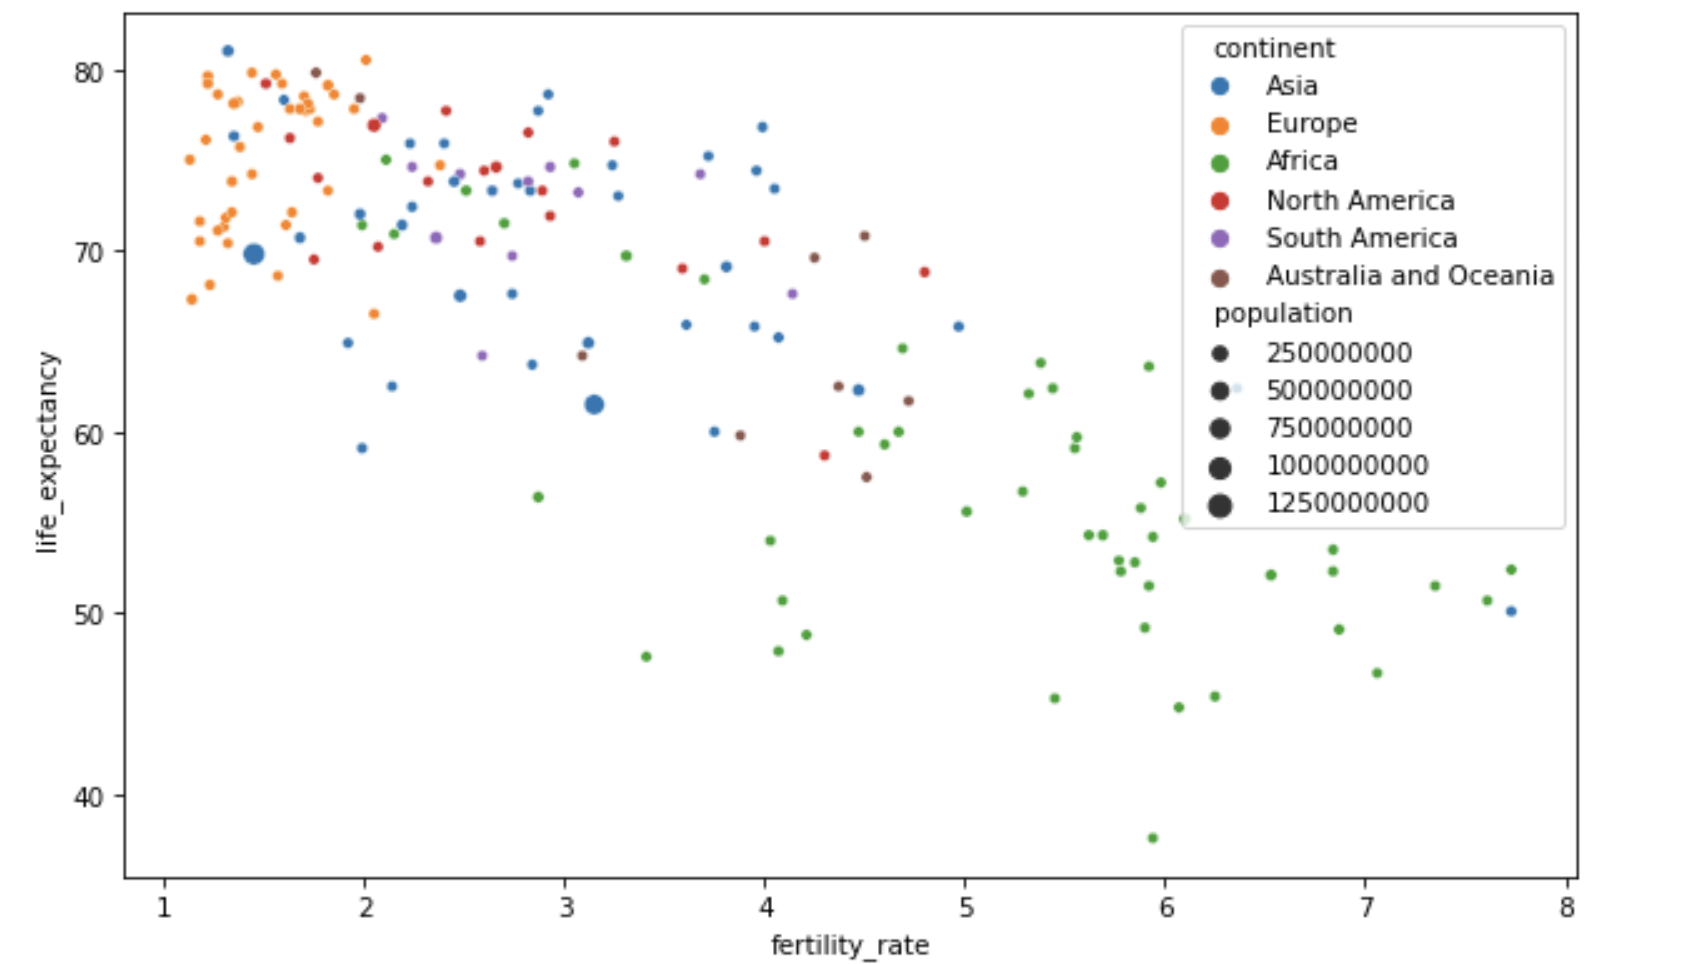 80
70
60
50
40
life_expectancy
1
2
3
4
5
6
7
8
fertility_rate
continent
Asia
Europe
Africa
North America
South America
Australia and Oceania
population
250000000
500000000
750000000
1000000000
1250000000